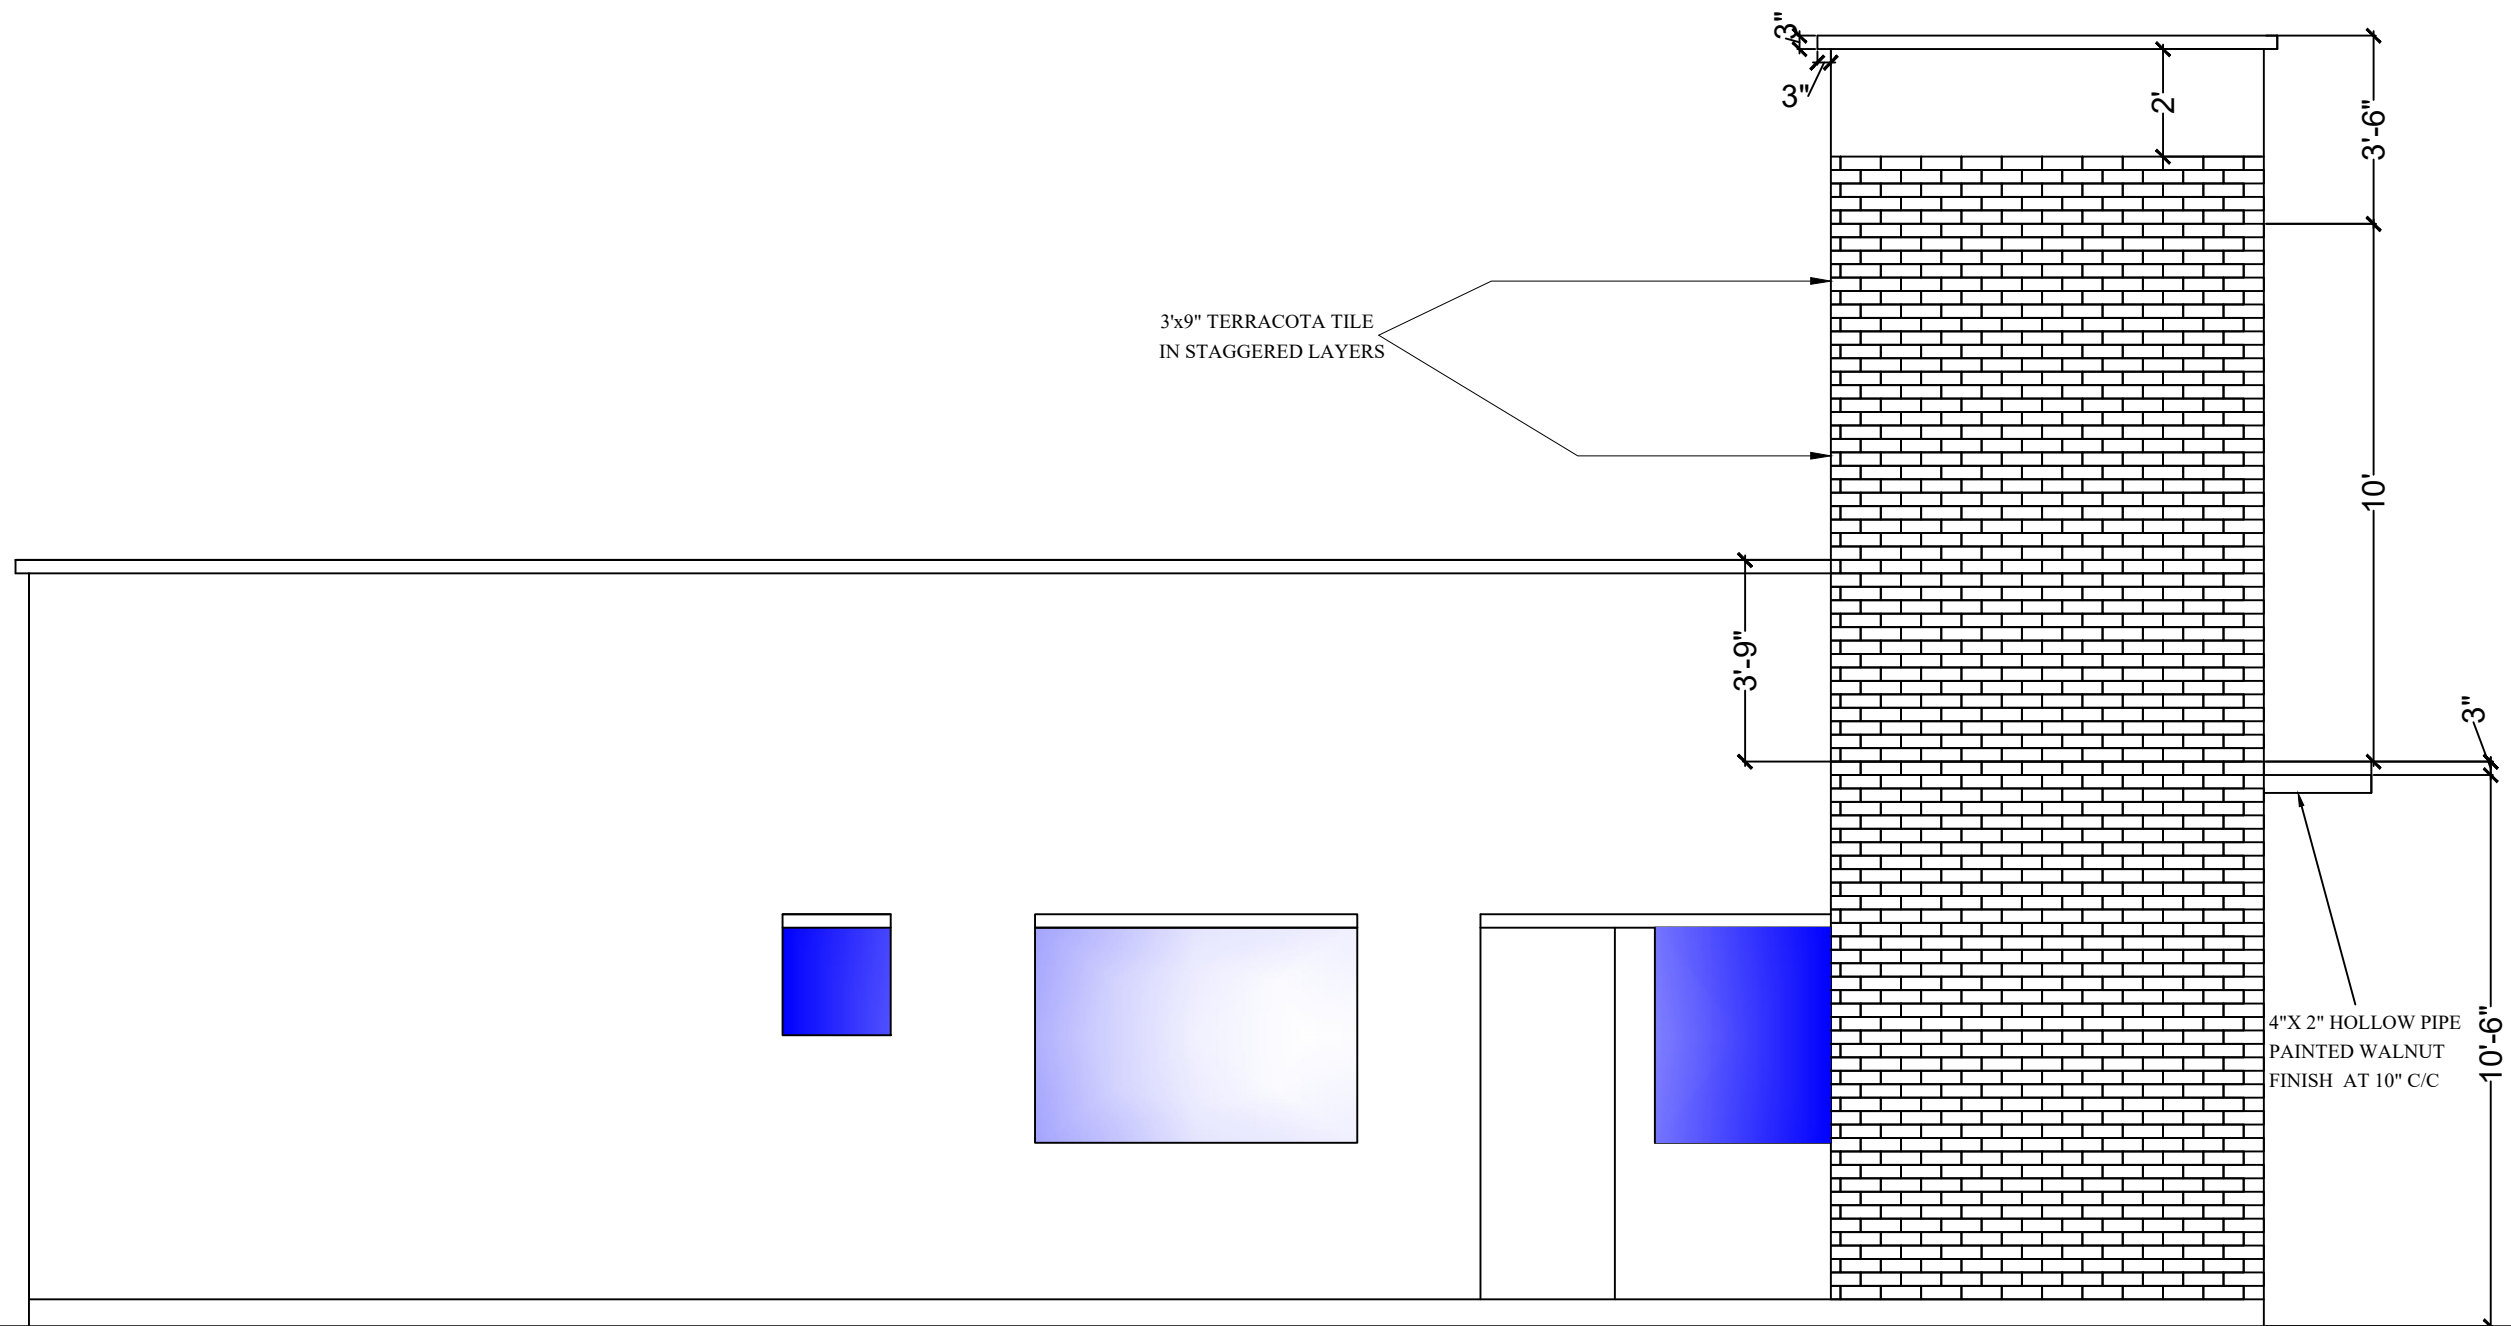 3"
3"
2'
3'-6"
3'x9" TERRACOTA TILE
IN STAGGERED LAYERS
10'
3'-9"
3"
4"X 2" HOLLOW PIPE
PAINTED WALNUT
FINISH AT 10" C/C
10'-6"